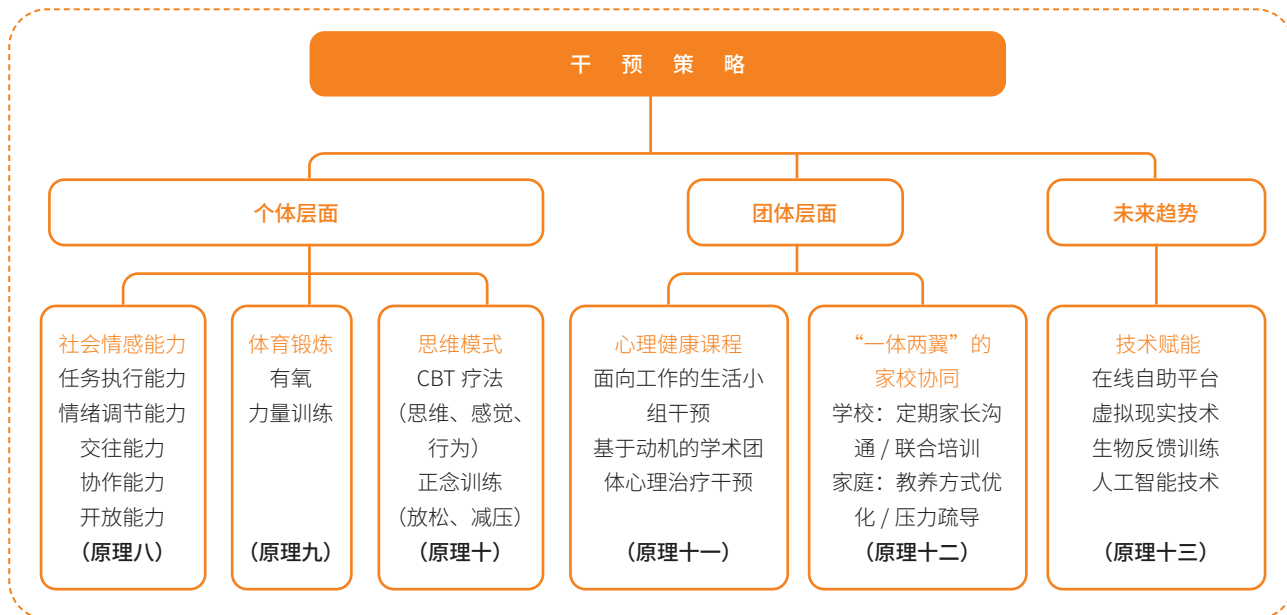 干 预 策 略
个体层面
团体层面
未来趋势
社会情感能力
任务执行能力
情绪调节能力
交往能力
协作能力
开放能力
（原理八）
体育锻炼
有氧
力量训练
（原理九）
思维模式
CBT 疗法
（思维、感觉、
行为）
正念训练
（放松、减压）
（原理十）
心理健康课程
面向工作的生活小
组干预
基于动机的学术团
体心理治疗干预
（原理十一）
“一体两翼”的
家校协同
学校：定期家长沟
通 / 联合培训
家庭：教养方式优
化 / 压力疏导
（原理十二）
技术赋能
在线自助平台
虚拟现实技术
生物反馈训练
人工智能技术
（原理十三）